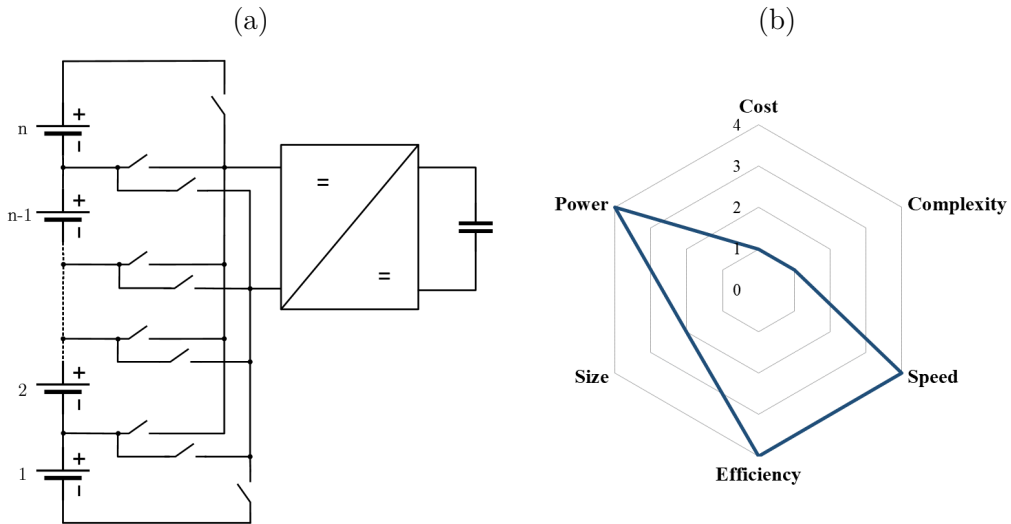 (a)
(b)
n
+
-
n-1
+
-
2
+
-
1
+
-
=
=
Cost
Complexity
Speed
Efficiency
Size
Power
4
3
2
1
0